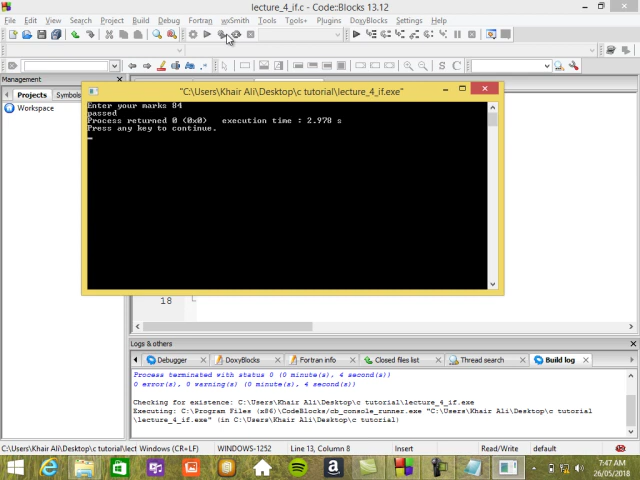 lecture_4_if.c - Code::Blocks 13.12
File Edit View Search Project Build Debug Fortran wxSmith Tools Tools+ Plugins DoxyBlocks Settings Help
Management
Projects Symbols
Workspace
"C:\Users\Khair Ali\Desktop\c tutorial\lecture_4_if.exe"
Enter your marks 84
passed
Process returned 0 (0x0)   execution time : 2.978 s
Press any key to continue.
18
Logs & others
Debugger DoxyBlocks Fortran info Closed files list Thread search Build log
Process terminated with status 0 (0 minute(s), 4 second(s))
0 error(s), 0 warning(s) (0 minute(s), 4 second(s))
Checking for existence: C:\Users\Khair Ali\Desktop\c tutorial\lecture_4_if.exe
Executing: C:\Program Files (x86)\CodeBlocks/cb_console_runner.exe "C:\Users\Khair Ali\Desktop\c tutorial
\lecture_4_if.exe" (in C:\Users\Khair Ali\Desktop\c tutorial)
C:\Users\Khair Ali\Desktop\c tutorial\lect Windows (CR+LF) WINDOWS-1252 Line 13, Column 8 Insert Read/Write default
7:47 AM
26/05/2018